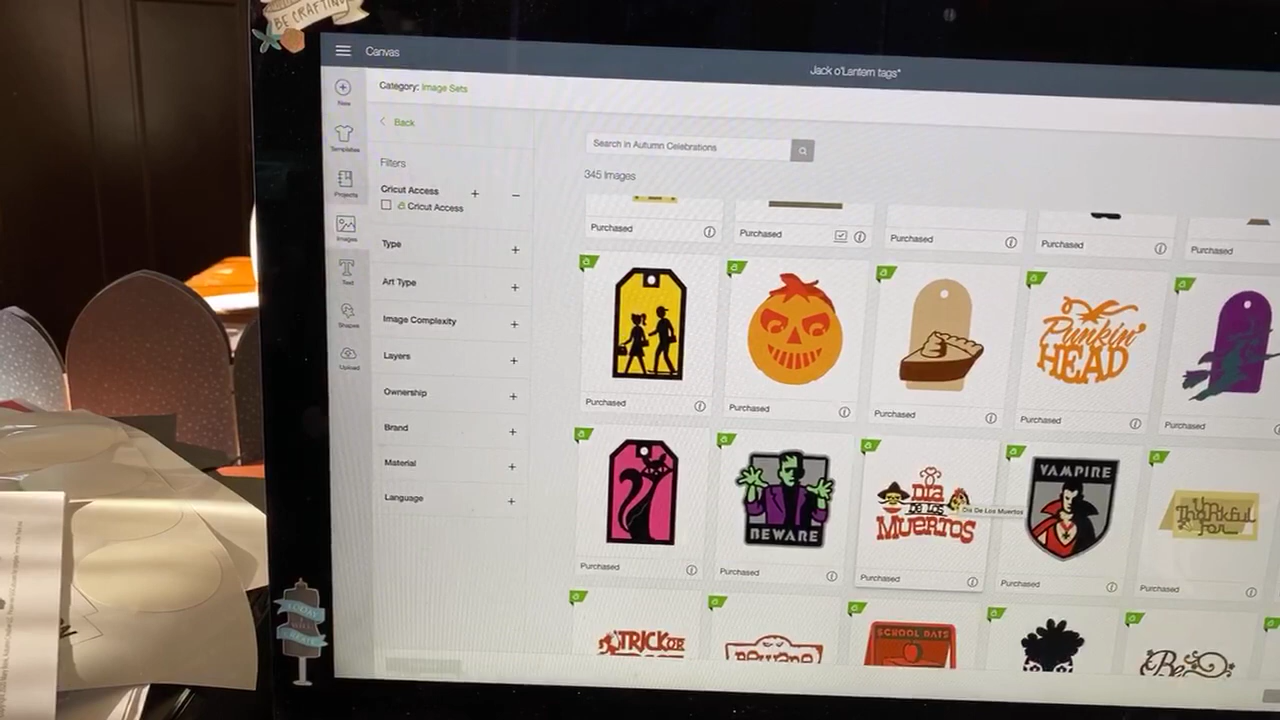 BE CRAFTING
Canvas
Jack o'Lantern tags*
New
Templates
Projects
Images
Text
Shapes
Upload
Category: Image Sets
Back
Filters
Cricut Access
Cricut Access
Type
Art Type
Image Complexity
Layers
Ownership
Brand
Material
Language
Search in Autumn Celebrations
345 Images
Purchased
Purchased
Purchased
Purchased
Purchased
Punkin'
HEAD
Purchased
Purchased
Purchased
Purchased
Purchased
BEWARE
Dia
De Los
Muertos
Dia De Los Muertos
VAMPIRE
Thankful
for
Purchased
Purchased
Purchased
Purchased
Purchased
TRICK OR
SCHOOL DAYS
Be